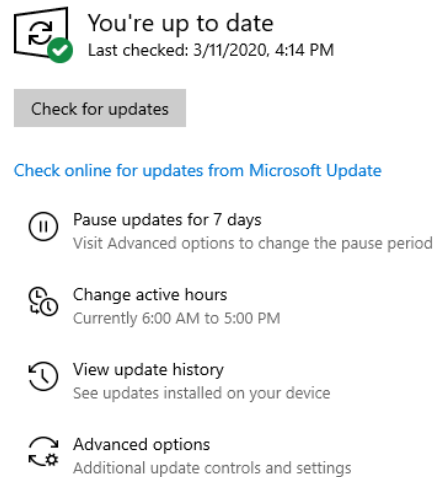 You're up to date
Last checked: 3/11/2020, 4:14 PM
Check for updates
Check online for updates from Microsoft Update
Pause updates for 7 days
Visit Advanced options to change the pause period
Change active hours
Currently 6:00 AM to 5:00 PM
View update history
See updates installed on your device
Advanced options
Additional update controls and settings